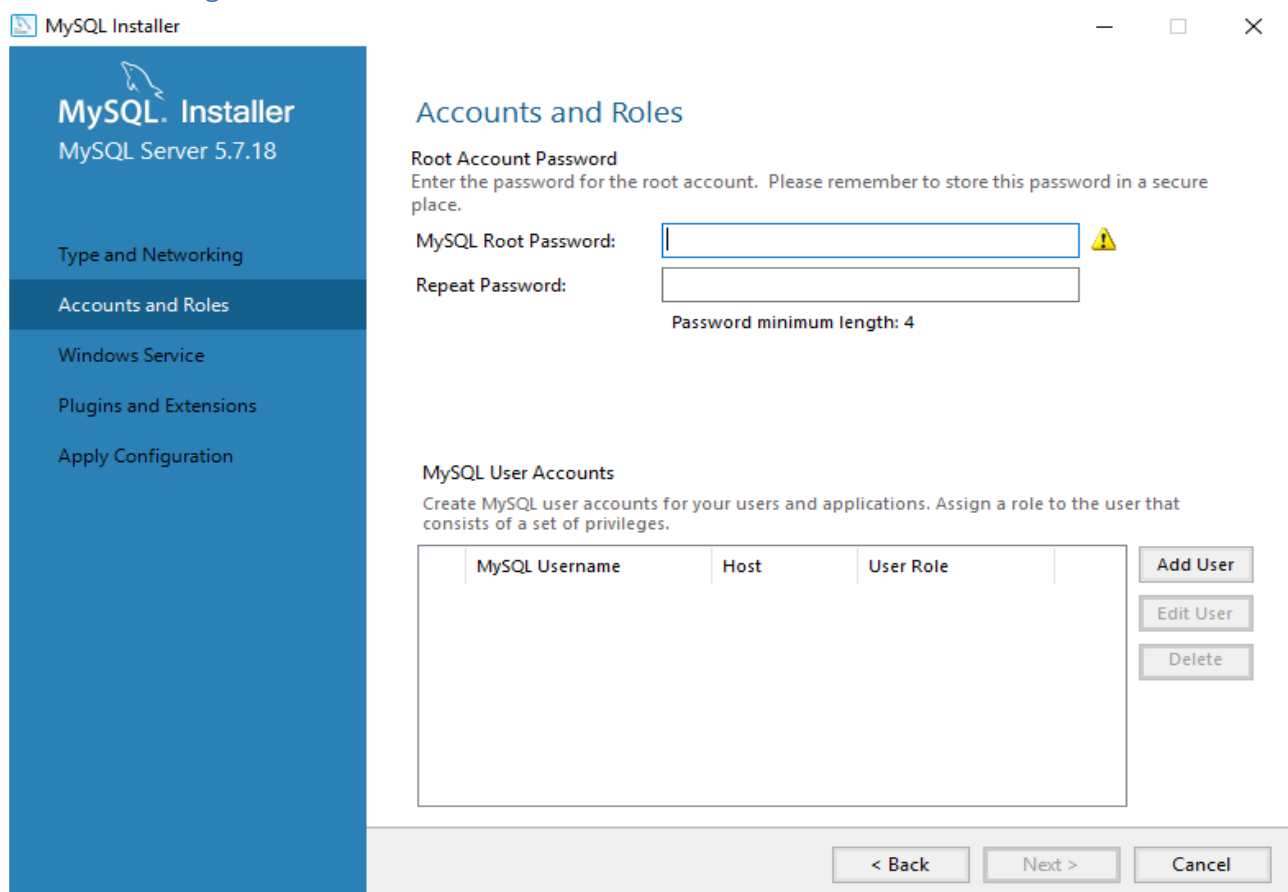 MySQL Installer
MySQL. Installer
MySQL Server 5.7.18
Type and Networking
Accounts and Roles
Windows Service
Plugins and Extensions
Apply Configuration
Accounts and Roles
Root Account Password
Enter the password for the root account. Please remember to store this password in a secure
place.
MySQL Root Password:
Repeat Password:
Password minimum length: 4
MySQL User Accounts
Create MySQL user accounts for your users and applications. Assign a role to the user that
consists of a set of privileges.
MySQL Username Host User Role
Add User
Edit User
Delete
< Back Next > Cancel